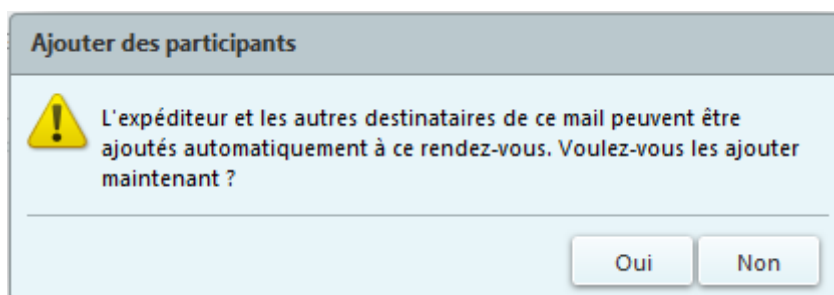 Ajouter des participants
L'expéditeur et les autres destinataires de ce mail peuvent être
ajoutés automatiquement à ce rendez-vous. Voulez-vous les ajouter
maintenant ?
Oui
Non